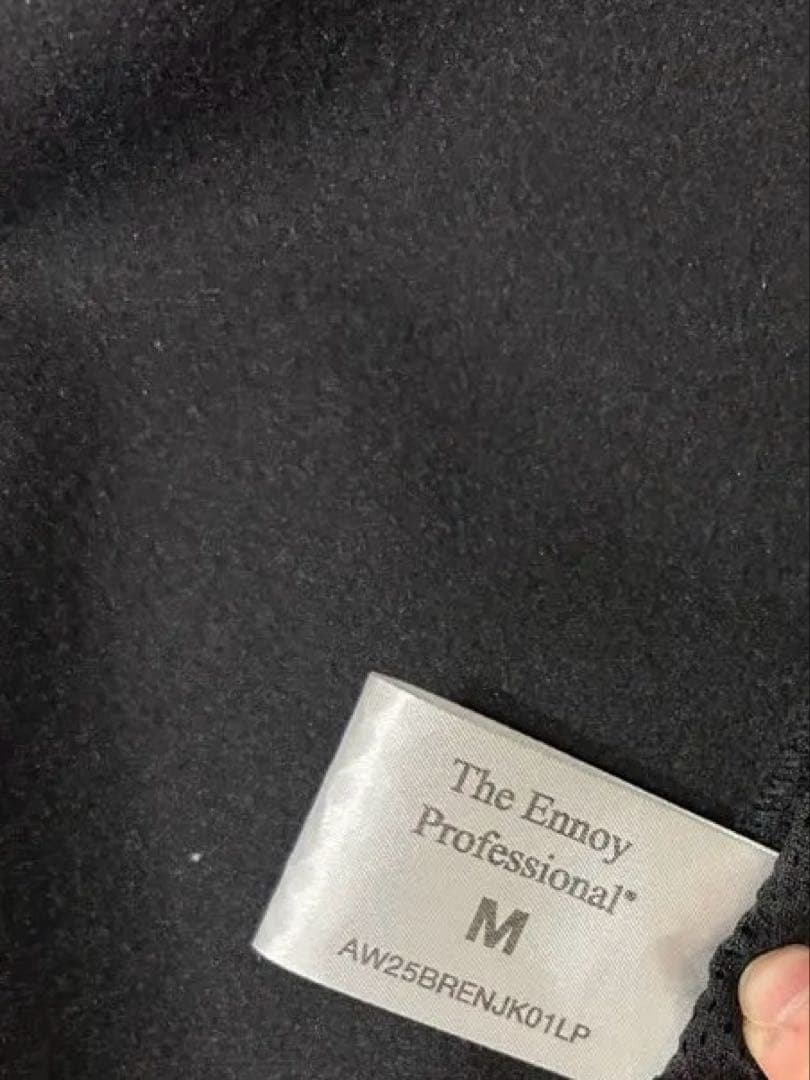 The Ennoy
Professional®
M
AW25BRENJK01LP